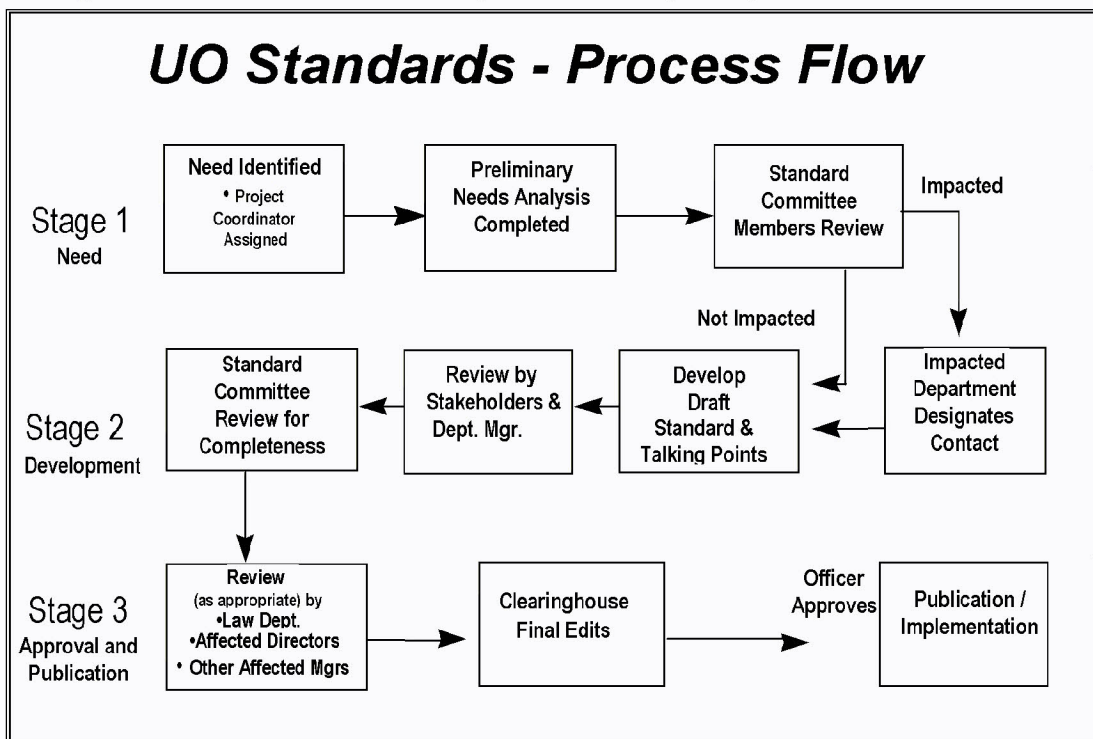 UO Standards - Process Flow
Stage 1
Need
Need Identified
• Project
Coordinator
Assigned
Preliminary
Needs Analysis
Completed
Standard
Committee
Members Review
Impacted
Not Impacted
Stage 2
Development
Standard
Committee
Review for
Completeness
Review by
Stakeholders &
Dept. Mgr.
Develop
Draft
Standard &
Talking Points
Impacted
Department
Designates
Contact
Stage 3
Approval and
Publication
Review
(as appropriate) by
•Law Dept.
•Affected Directors
• Other Affected Mgrs
Clearinghouse
Final Edits
Officer
Approves
Publication /
Implementation